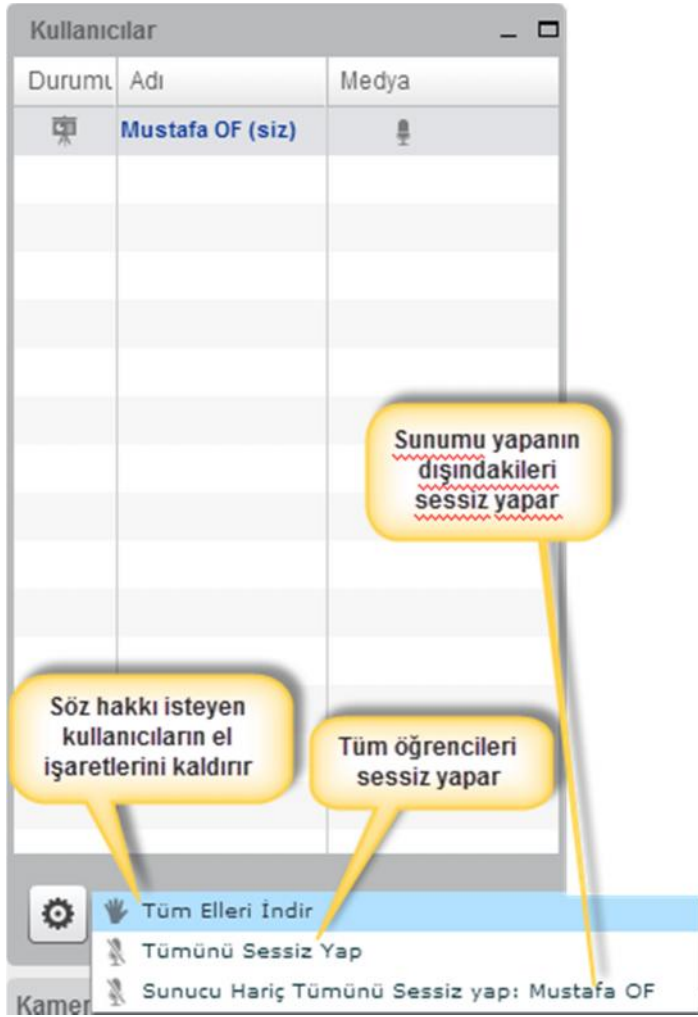 Kullanıcılar
Durumu Adı Medya
Mustafa OF (siz)
Sunumu yapanın
dışındakileri
sessiz yapar
Söz hakkı isteyen
kullanıcıların el
işaretlerini kaldırır
Tüm öğrencileri
sessiz yapar
Tüm Elleri İndir
Tümünü Sessiz Yap
Sunucu Hariç Tümünü Sessiz yap: Mustafa OF
Kamer